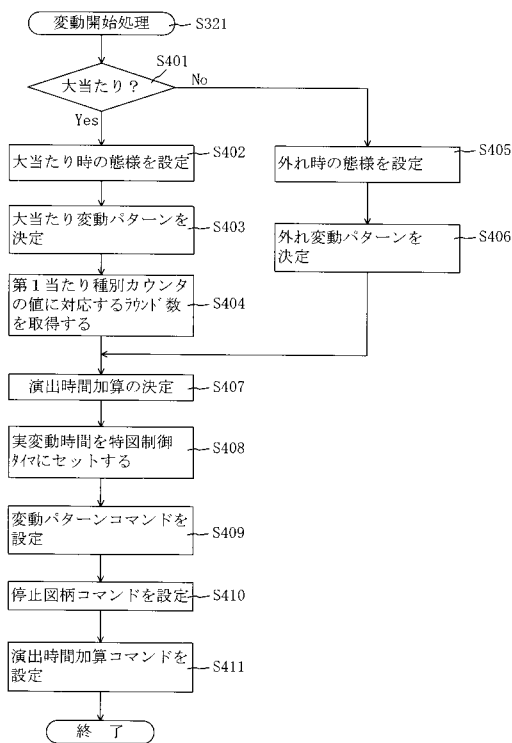 変動開始処理
S321
S401
大当たり？
No
Yes
大当たり時の態様を設定
S402
外れ時の態様を設定
S405
大当たり変動パターンを
決定
S403
外れ変動パターンを
決定
S406
第１当たり種別カウンタ
の値に対応するﾗｳﾝﾄﾞ数
を取得する
S404
演出時間加算の決定
S407
実変動時間を特図制御
ﾀｲﾏにセットする
S408
変動パターンコマンドを
設定
S409
停止図柄コマンドを設定
S410
演出時間加算コマンドを
設定
S411
終 了